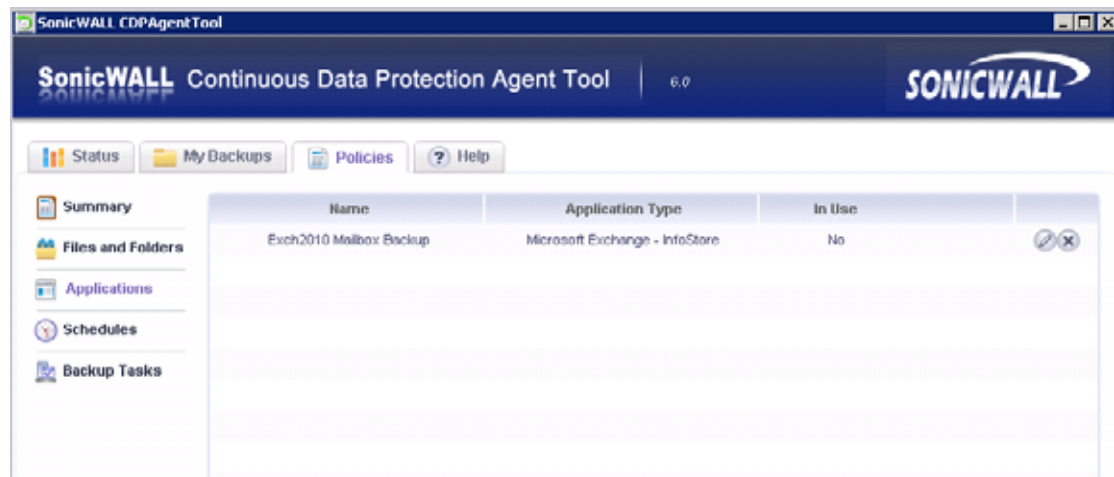 SonicWALL CDPAgentTool
SonicWALL Continuous Data Protection Agent Tool 6.0
SONICWALL
Status My Backups Policies ? Help
Summary
Files and Folders
Applications
Schedules
Backup Tasks
Name Application Type In Use
Exch2010 Mailbox Backup Microsoft Exchange - InfoStore No